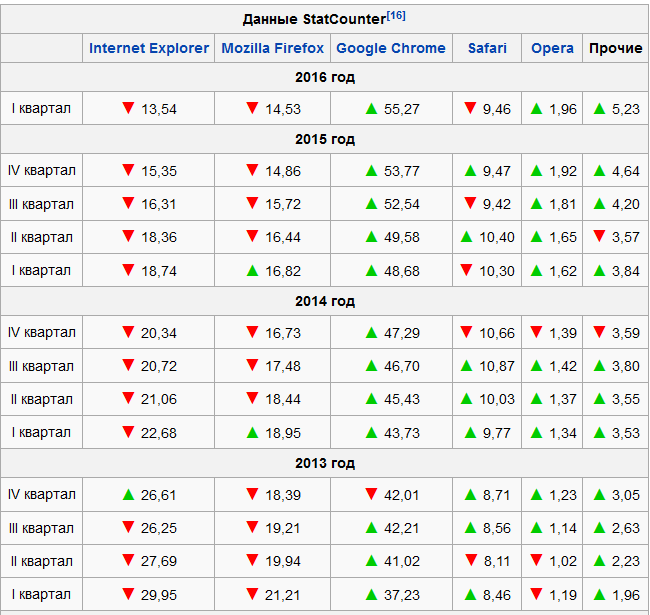 Данные StatCounter[16]
Internet Explorer Mozilla Firefox Google Chrome Safari Opera Прочие
2016 год
I квартал ▼ 13,54 ▼ 14,53 ▲ 55,27 ▼ 9,46 ▲ 1,96 ▲ 5,23
2015 год
IV квартал ▼ 15,35 ▼ 14,86 ▲ 53,77 ▲ 9,47 ▲ 1,92 ▲ 4,64
III квартал ▼ 16,31 ▼ 15,72 ▲ 52,54 ▼ 9,42 ▲ 1,81 ▲ 4,20
II квартал ▼ 18,36 ▼ 16,44 ▲ 49,58 ▲ 10,40 ▲ 1,65 ▼ 3,57
I квартал ▼ 18,74 ▲ 16,82 ▲ 48,68 ▼ 10,30 ▲ 1,62 ▲ 3,84
2014 год
IV квартал ▼ 20,34 ▼ 16,73 ▲ 47,29 ▼ 10,66 ▼ 1,39 ▼ 3,59
III квартал ▼ 20,72 ▼ 17,48 ▲ 46,70 ▲ 10,87 ▲ 1,42 ▲ 3,80
II квартал ▼ 21,06 ▼ 18,44 ▲ 45,43 ▲ 10,03 ▲ 1,37 ▲ 3,55
I квартал ▼ 22,68 ▲ 18,95 ▲ 43,73 ▲ 9,77 ▲ 1,34 ▲ 3,53
2013 год
IV квартал ▲ 26,61 ▼ 18,39 ▼ 42,01 ▲ 8,71 ▲ 1,23 ▲ 3,05
III квартал ▼ 26,25 ▼ 19,21 ▲ 42,21 ▲ 8,56 ▲ 1,14 ▲ 2,63
II квартал ▼ 27,69 ▼ 19,94 ▲ 41,02 ▼ 8,11 ▼ 1,02 ▲ 2,23
I квартал ▼ 29,95 ▼ 21,21 ▲ 37,23 ▲ 8,46 ▼ 1,19 ▲ 1,96